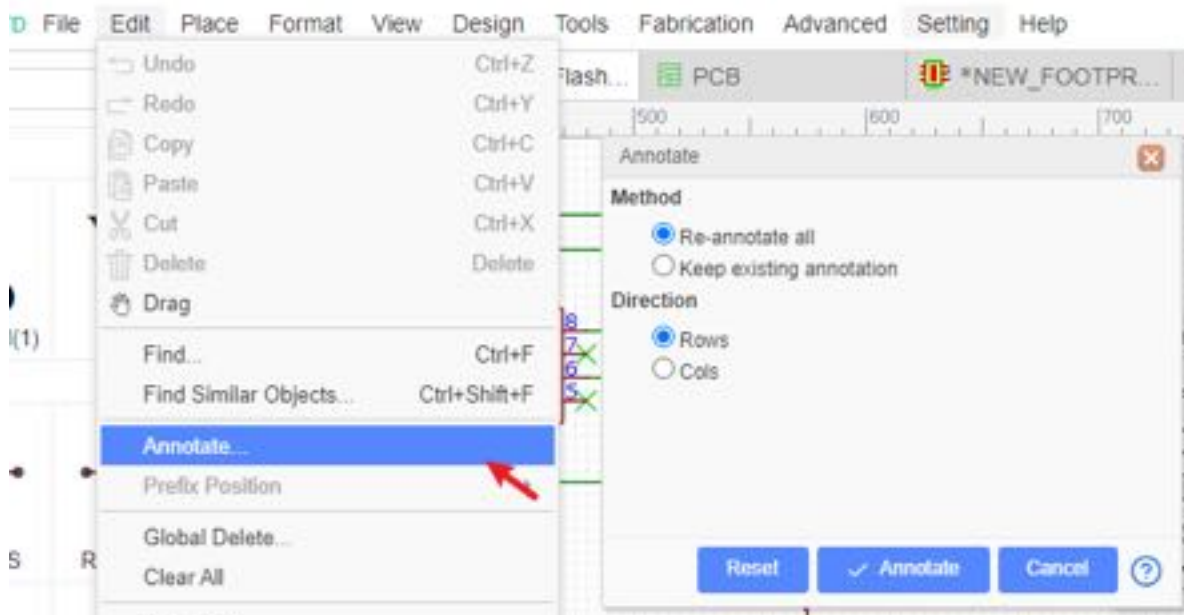 File Edit Place Format View Design Tools Fabrication Advanced Setting Help
Flash... PCB *NEW_FOOTPR...
500 600 700
Undo Ctrl+Z
Redo Ctrl+Y
Copy Ctrl+C
Paste Ctrl+V
Cut Ctrl+X
Delete Delete
Drag
Find... Ctrl+F
Find Similar Objects... Ctrl+Shift+F
Annotate...
Prefix Position
Global Delete...
Clear All
(1)
S R
8
7
6
5
Annotate
Method
Re-annotate all
Keep existing annotation
Direction
Rows
Cols
Reset Annotate Cancel ?